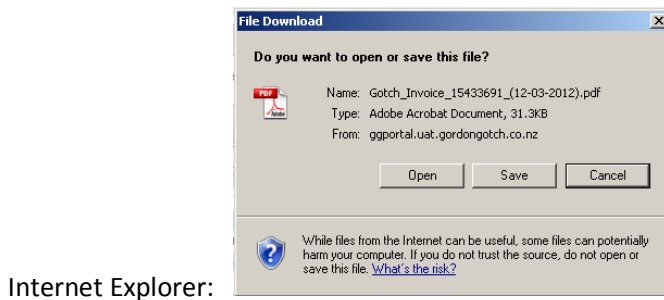 File Download
Do you want to open or save this file?
PDF
Adobe
Name: Gotch_Invoice_15433691_(12-03-2012).pdf
Type: Adobe Acrobat Document, 31.3KB
From: ggportal.uat.gordongotch.co.nz
Open Save Cancel
While files from the Internet can be useful, some files can potentially
harm your computer. If you do not trust the source, do not open or
save this file. What's the risk?
Internet Explorer: